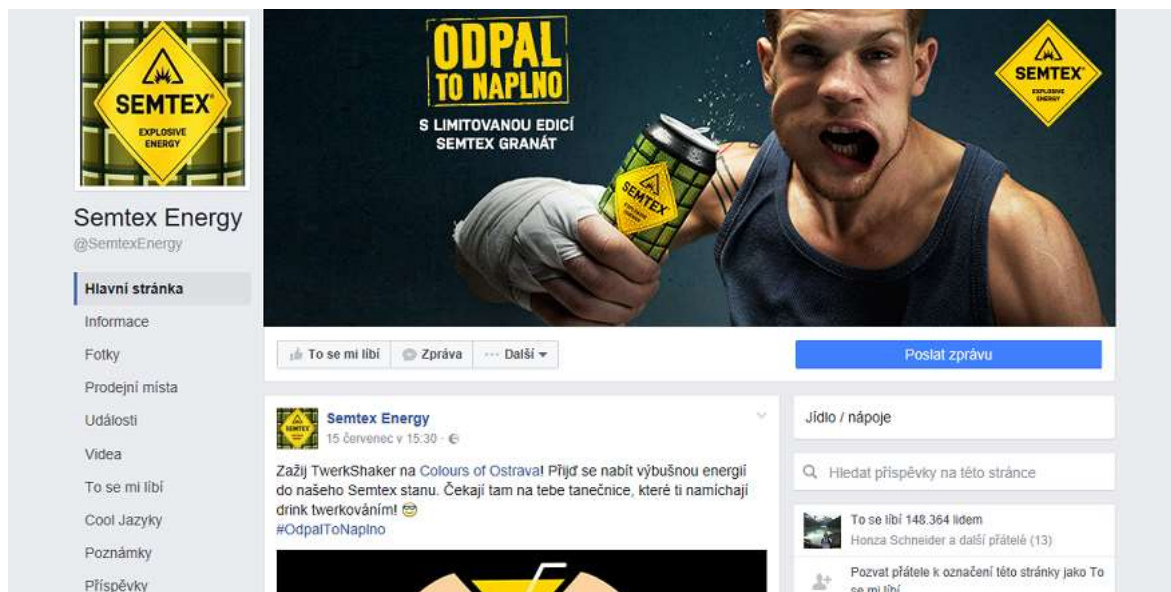 SEMTEX
EXPLOSIVE
ENERGY
Semtex Energy
@SemtexEnergy
Hlavní stránka
Informace
Fotky
Prodejní místa
Události
Videa
To se mi líbí
Cool Jazyky
Poznámky
Příspěvky
ODPAL
TO NAPLNO
S LIMITOVANOU EDICÍ
SEMTEX GRANÁT
SEMTEX
EXPLOSIVE
ENERGY
SEMTEX
EXPLOSIVE
ENERGY
To se mi líbí Zpráva Další
Poslat zprávu
SEMTEX
Semtex Energy
15 červenec v 15:30
Zažij TwerkShaker na Colours of Ostrava! Přijď se nabít výbušnou energií
do našeho Semtex stanu. Čekají tam na tebe tanečnice, které ti namíchají
drink twerkováním!
#OdpalToNaplno
Jídlo / nápoje
Hledat příspěvky na této stránce
To se líbí 148.364 lidem
Honza Schneider a další přátelé (13)
Pozvat přátele k označení této stránky jako To
se mi líbí